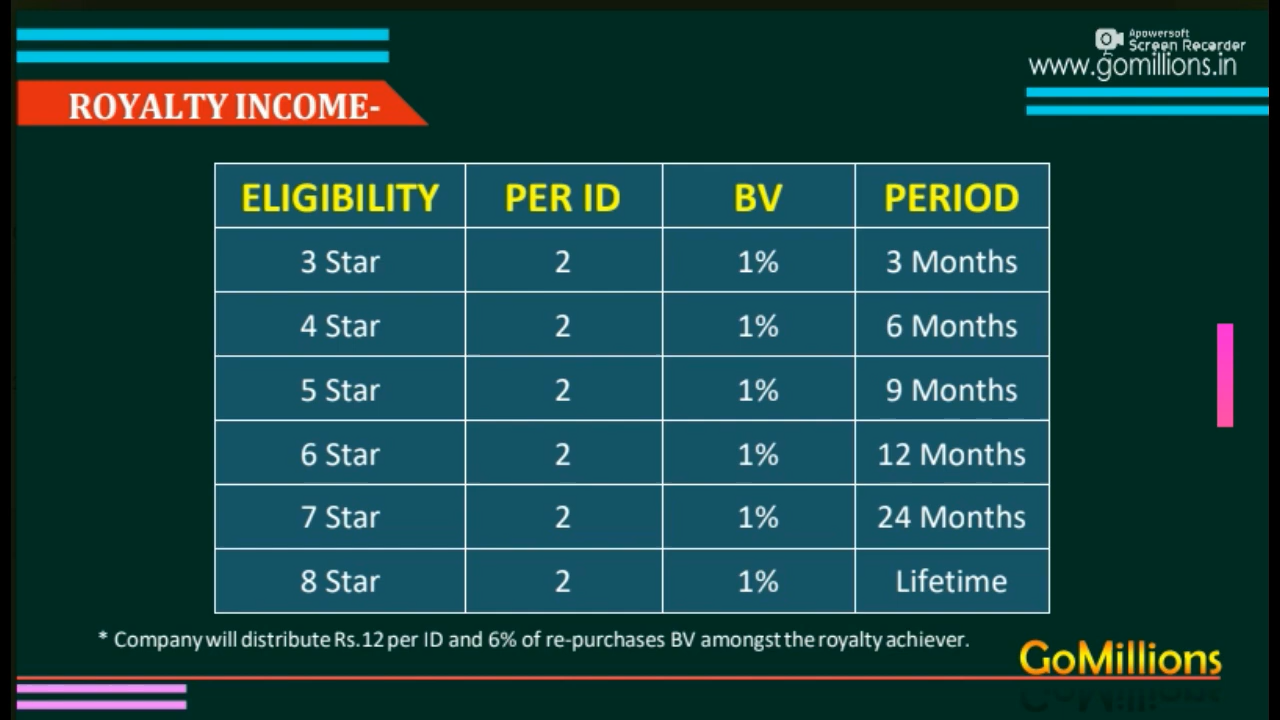 Apowersoft
Screen Recorder
www.gomillions.in
ROYALTY INCOME-
ELIGIBILITY PER ID BV PERIOD
3 Star 2 1% 3 Months
4 Star 2 1% 6 Months
5 Star 2 1% 9 Months
6 Star 2 1% 12 Months
7 Star 2 1% 24 Months
8 Star 2 1% Lifetime
* Company will distribute Rs.12 per ID and 6% of re-purchases BV amongst the royalty achiever.
GoMillions